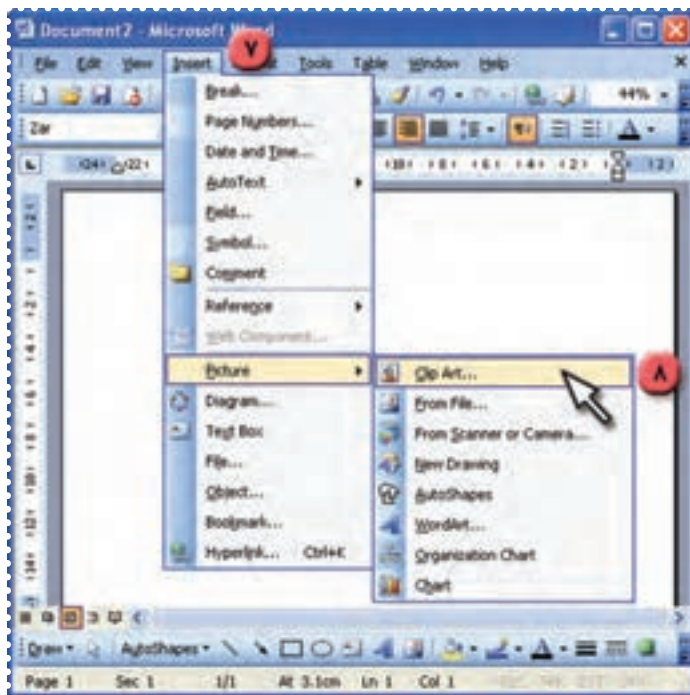 Document2 - Microsoft Word
۷
File Edit View Insert Tools Table Window Help
44%
Zar
Break...
Page Numbers...
Date and Time...
AutoText
Field...
Symbol...
Comment
Reference
Web Component...
Picture
Diagram...
Text Box
File...
Object...
Bookmark...
Hyperlink... Ctrl+K
Clip Art...
۸
From File...
From Scanner or Camera...
New Drawing
AutoShapes
WordArt...
Organization Chart
Chart
Draw AutoShapes
Page 1 Sec 1 1/1 At 3.1cm Ln 1 Col 1